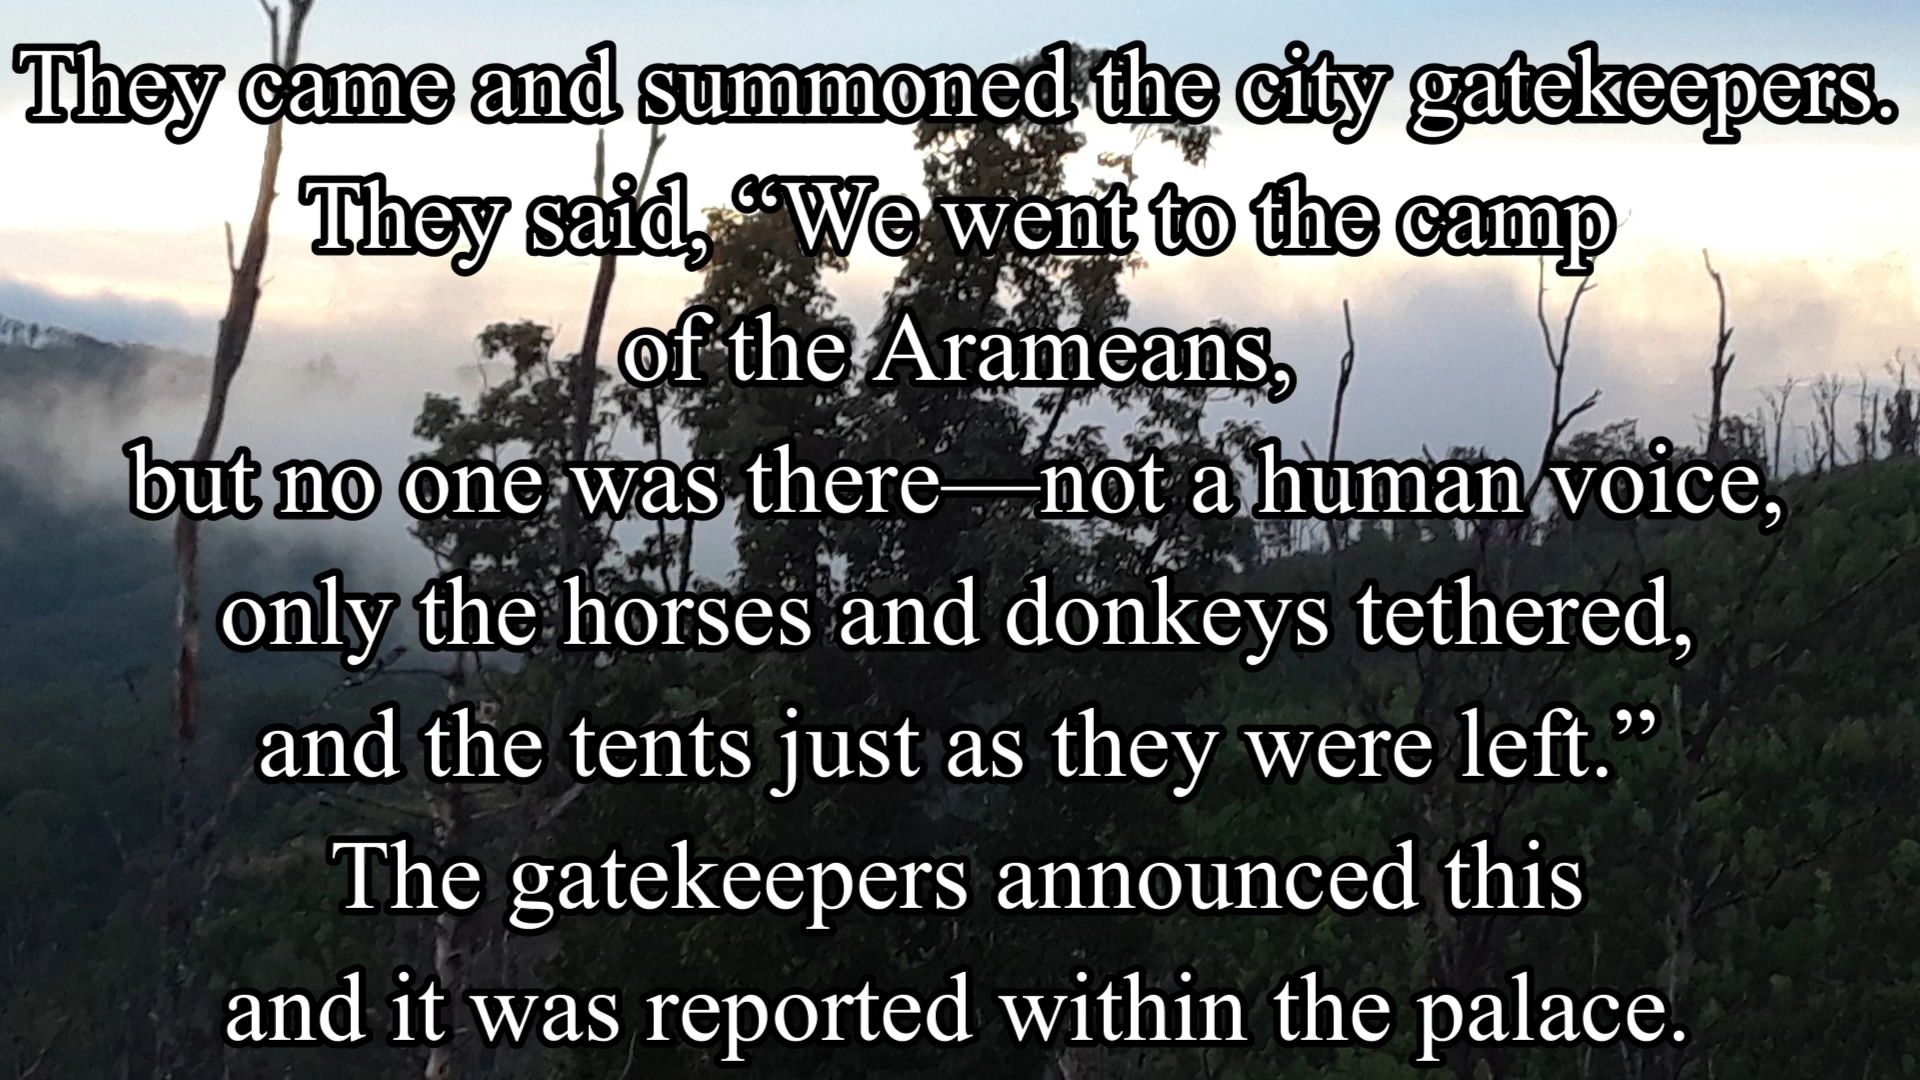 They came and summoned the city gatekeepers.
They said, “We went to the camp
of the Arameans,
but no one was there—not a human voice,
only the horses and donkeys tethered,
and the tents just as they were left.”
The gatekeepers announced this
and it was reported within the palace.